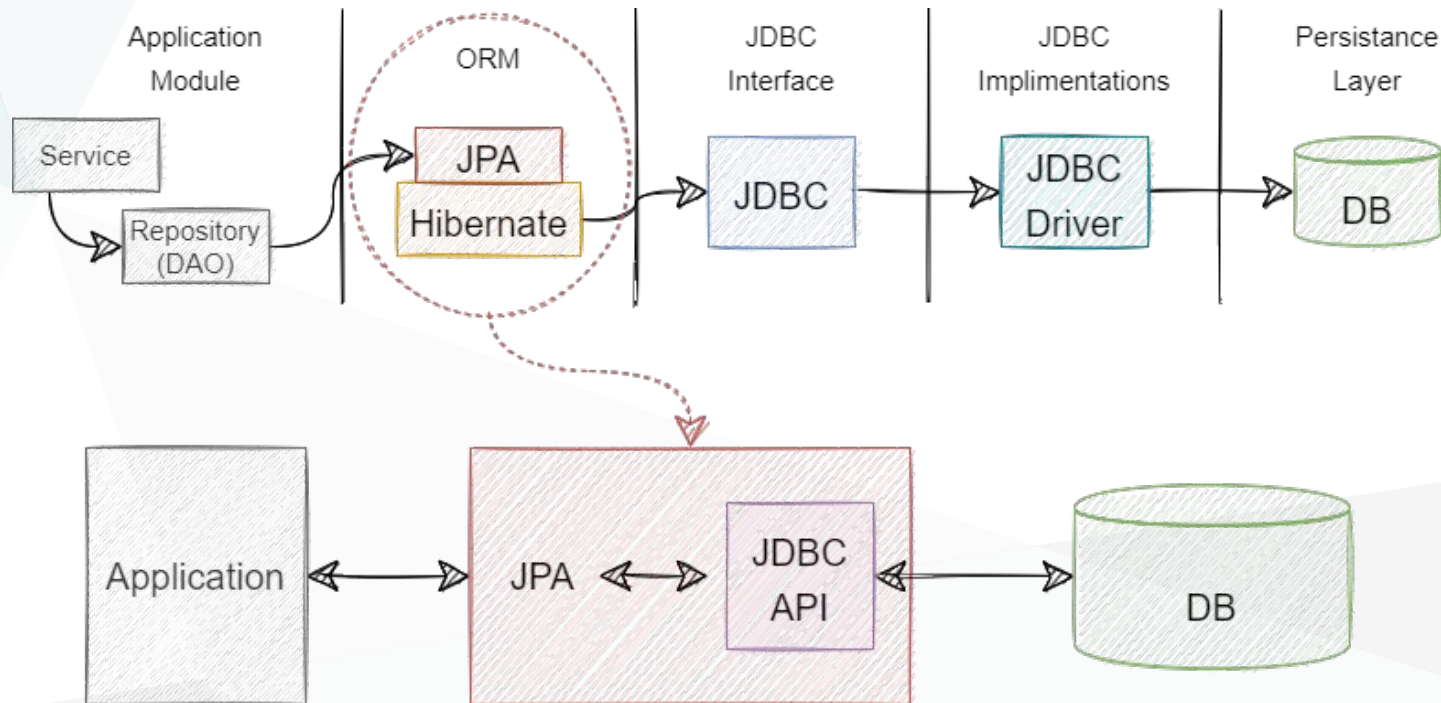 Application
Module
ORM
JDBC
Interface
JDBC
Implimentations
Persistance
Layer
Service
Repository
(DAO)
JPA
Hibernate
JDBC
JDBC
Driver
DB
Application
JPA
JDBC
API
DB